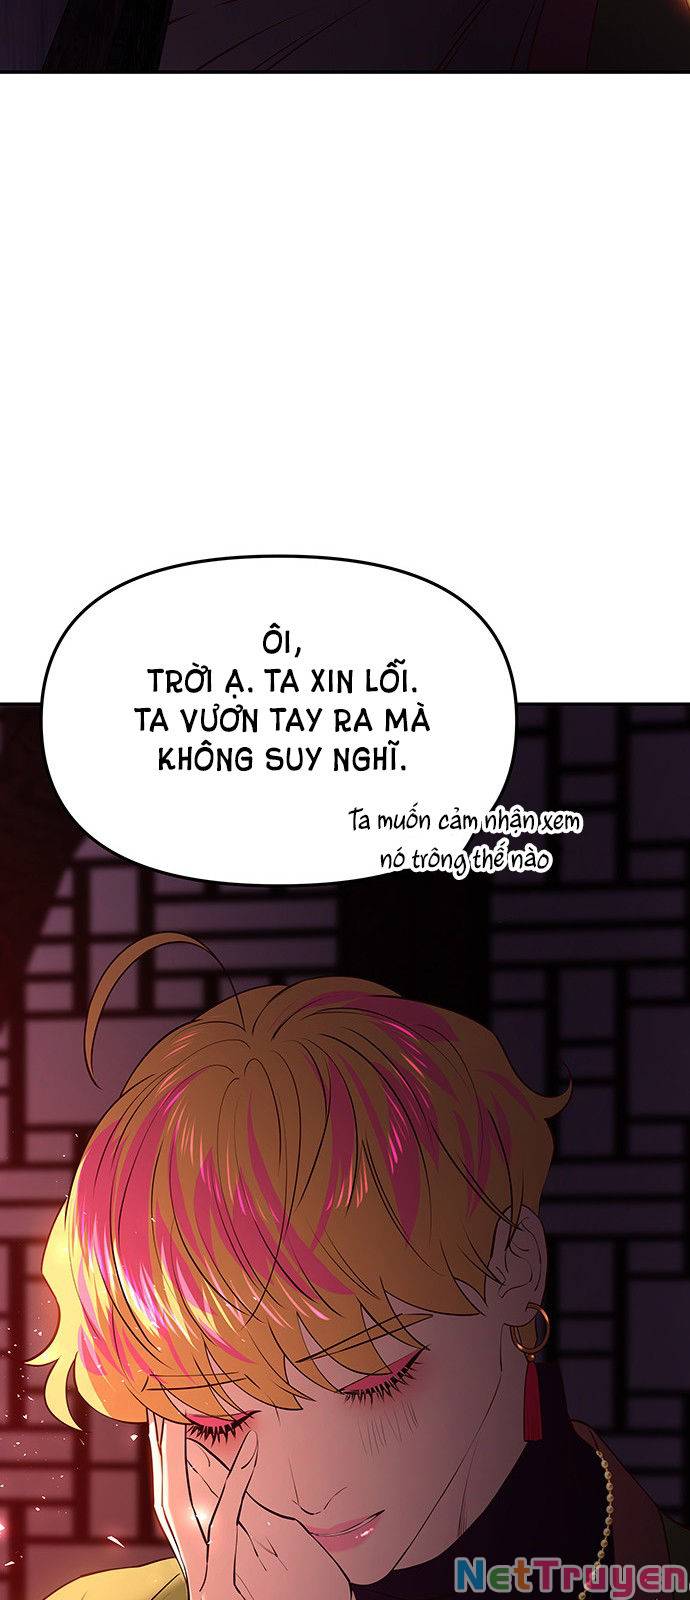 ÔI,
TRỜI Ạ. TA XIN LỖI.
TA VƯƠN TAY RA MÀ
KHÔNG SUY NGHĨ.
Ta muốn cảm nhận xem
nó trông thế nào
NetTruyen